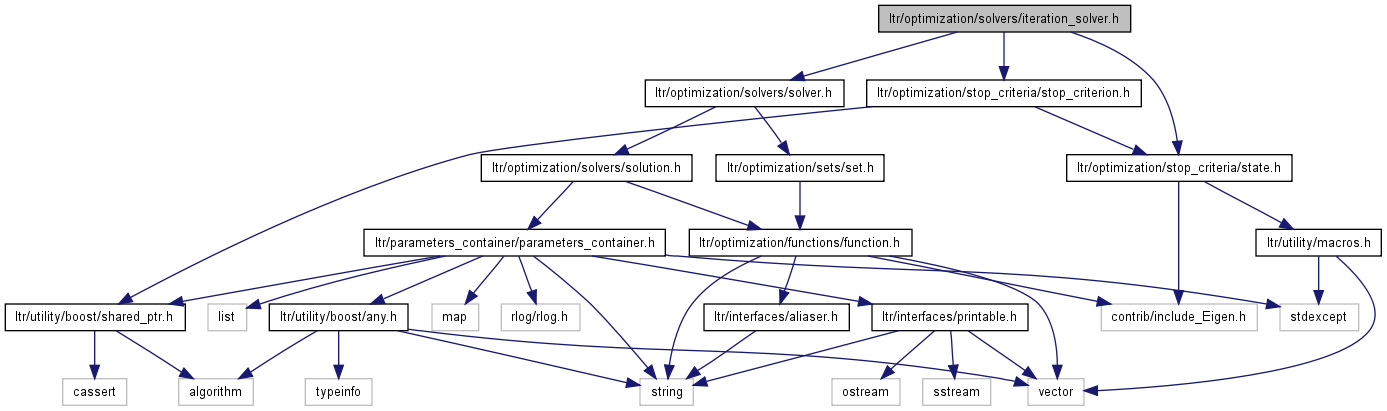 ltr/optimization/solvers/iteration_solver.h
ltr/optimization/solvers/solver.h
ltr/optimization/stop_criteria/stop_criterion.h
ltr/optimization/solvers/solution.h
ltr/optimization/sets/set.h
ltr/optimization/stop_criteria/state.h
ltr/parameters_container/parameters_container.h
ltr/optimization/functions/function.h
ltr/utility/macros.h
ltr/utility/boost/shared_ptr.h
list
ltr/utility/boost/any.h
map
rlog/rlog.h
ltr/interfaces/aliaser.h
ltr/interfaces/printable.h
contrib/include_Eigen.h
stdexcept
cassert
algorithm
typeinfo
string
ostream
sstream
vector